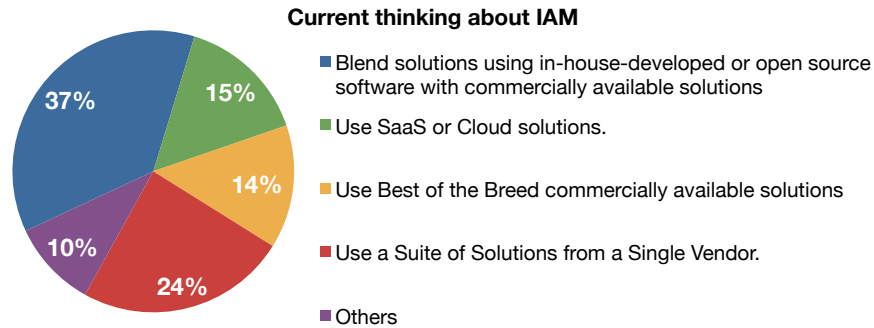 Current thinking about IAM
37%
15%
14%
24%
10%
Blend solutions using in-house-developed or open source
software with commercially available solutions
Use SaaS or Cloud solutions.
Use Best of the Breed commercially available solutions
Use a Suite of Solutions from a Single Vendor.
Others